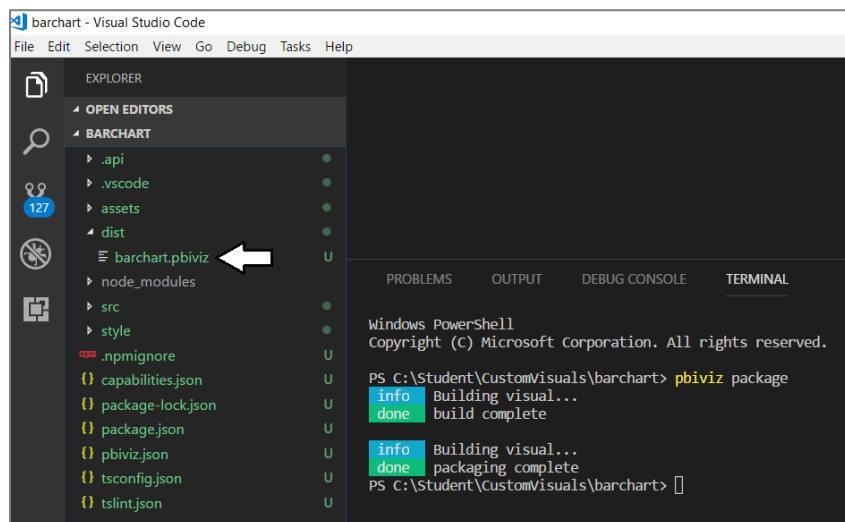 barchart - Visual Studio Code
File Edit Selection View Go Debug Tasks Help
EXPLORER
OPEN EDITORS
BARCHART
.api
.vscode
127
assets
dist
barchart.pbiviz U
node_modules
src
style
npm .npmignore U
{} capabilities.json U
{} package-lock.json U
{} package.json U
{} pbiviz.json U
{} tsconfig.json U
{} tslint.json U
PROBLEMS OUTPUT DEBUG CONSOLE TERMINAL
Windows PowerShell
Copyright (C) Microsoft Corporation. All rights reserved.
PS C:\Student\CustomVisuals\barchart> pbiviz package
info Building visual...
done build complete
info Building visual...
done packaging complete
PS C:\Student\CustomVisuals\barchart>